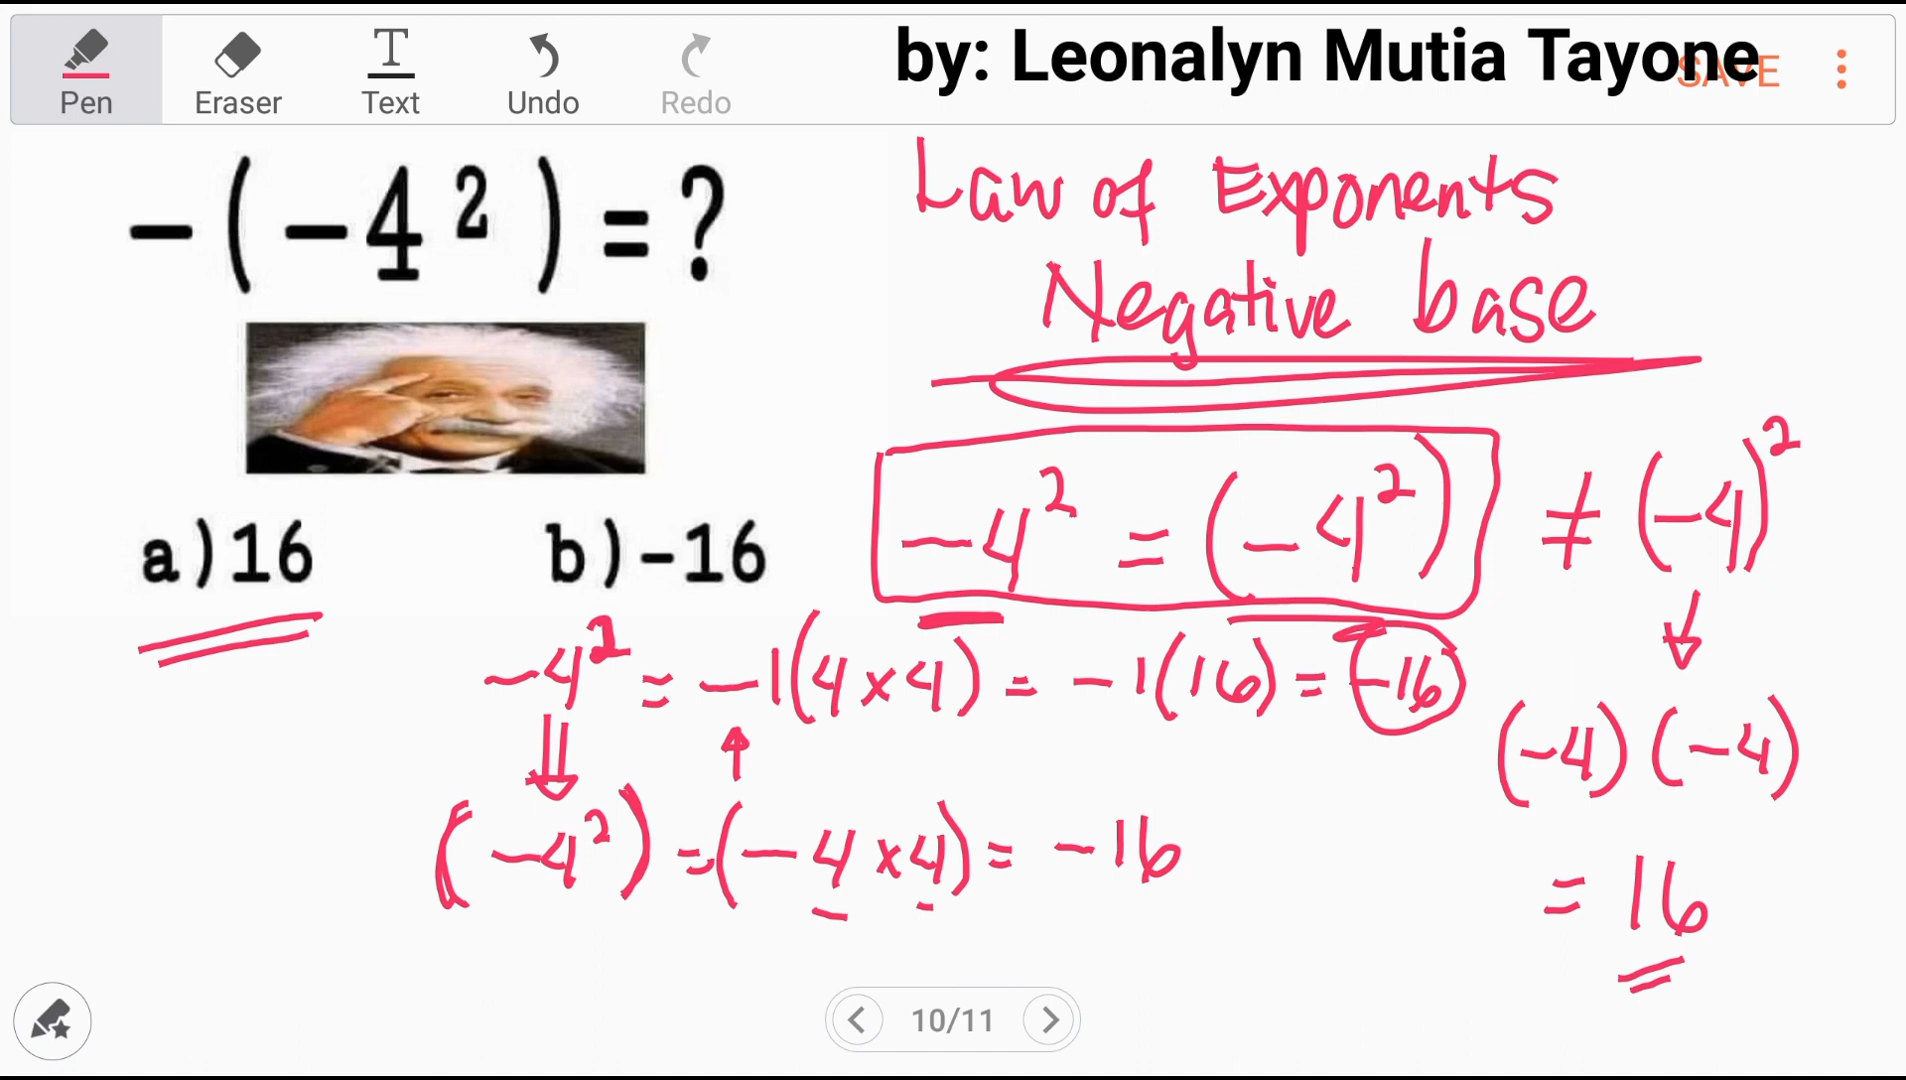 Pen Eraser Text Undo Redo SAVE
by: Leonalyn Mutia Tayone
-(-4²)=?
a)16 b)-16
Law of Exponents
Negative base
-4² = (-4²) ≠ (-4)²
-4² = -1(4×4) = -1(16) = -16
(-4)(-4)
(-4²) = (-4×4) = -16
= 16
10/11